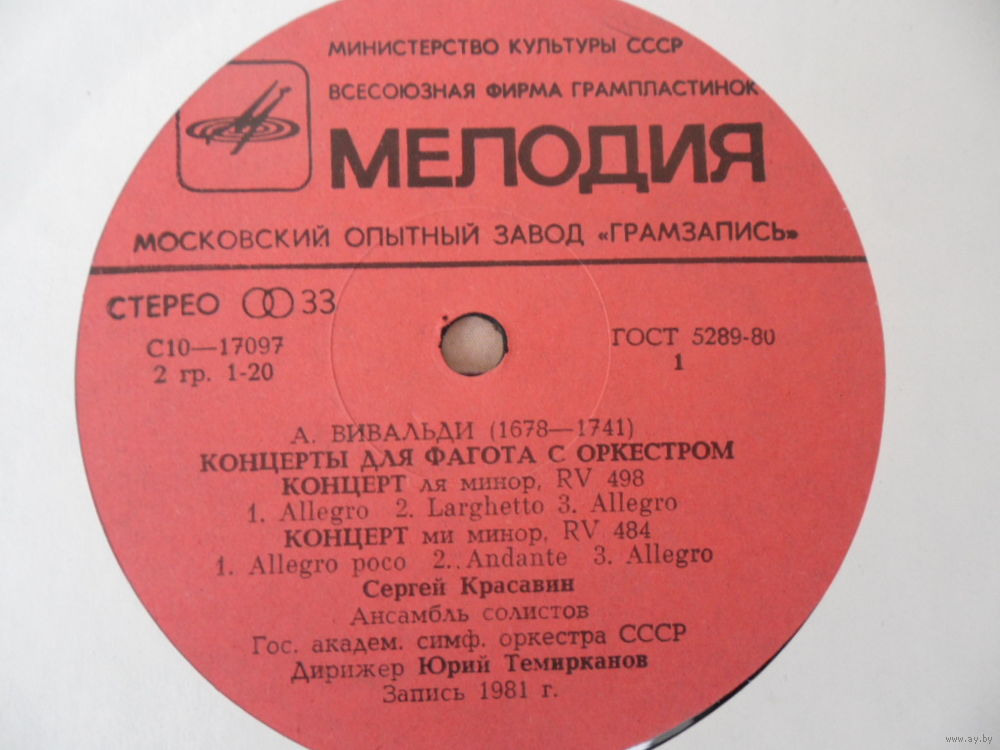 МИНИСТЕРСТВО КУЛЬТУРЫ СССР
ВСЕСОЮЗНАЯ ФИРМА ГРАМПЛАСТИНОК
МЕЛОДИЯ
МОСКОВСКИЙ ОПЫТНЫЙ ЗАВОД «ГРАМЗАПИСЬ»
СТЕРЕО 33
С10—17097
2 гр. 1-20
ГОСТ 5289-80
1
А. ВИВАЛЬДИ (1678—1741)
КОНЦЕРТЫ ДЛЯ ФАГОТА С ОРКЕСТРОМ
КОНЦЕРТ ля минор, RV 498
1. Allegro 2. Larghetto 3. Allegro
КОНЦЕРТ ми минор, RV 484
1. Allegro poco 2. Andante 3. Allegro
Сергей Красавин
Ансамбль солистов
Гос. академ. симф. оркестра СССР
Дирижер Юрий Темирканов
Запись 1981 г.
www.ay.by